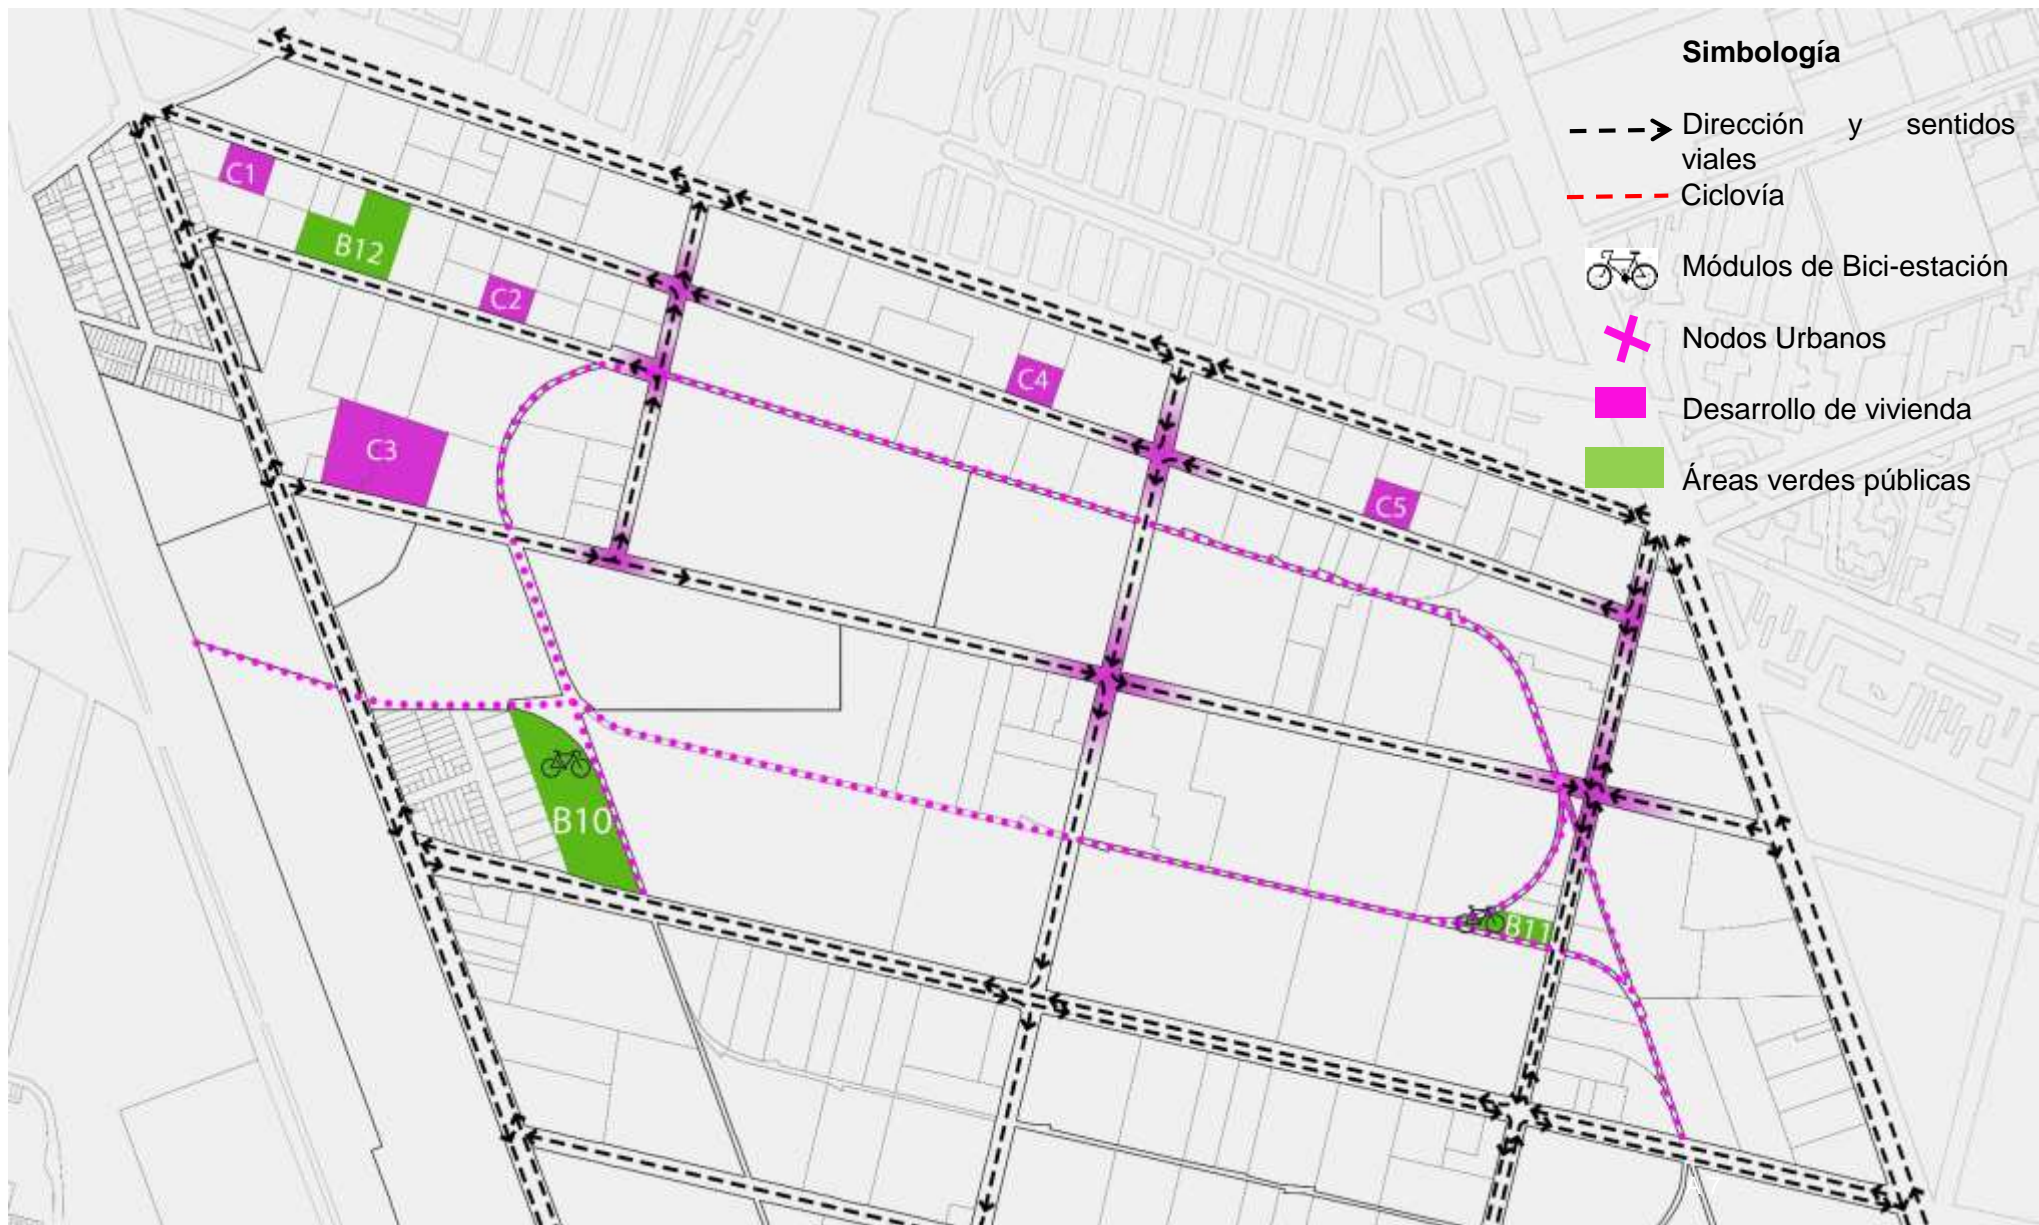 Simbología
Dirección y sentidos
viales
Ciclovía
Módulos de Bici-estación
Nodos Urbanos
Desarrollo de vivienda
Áreas verdes públicas
C1
B12
C2
C4
C3
C5
B10
B11